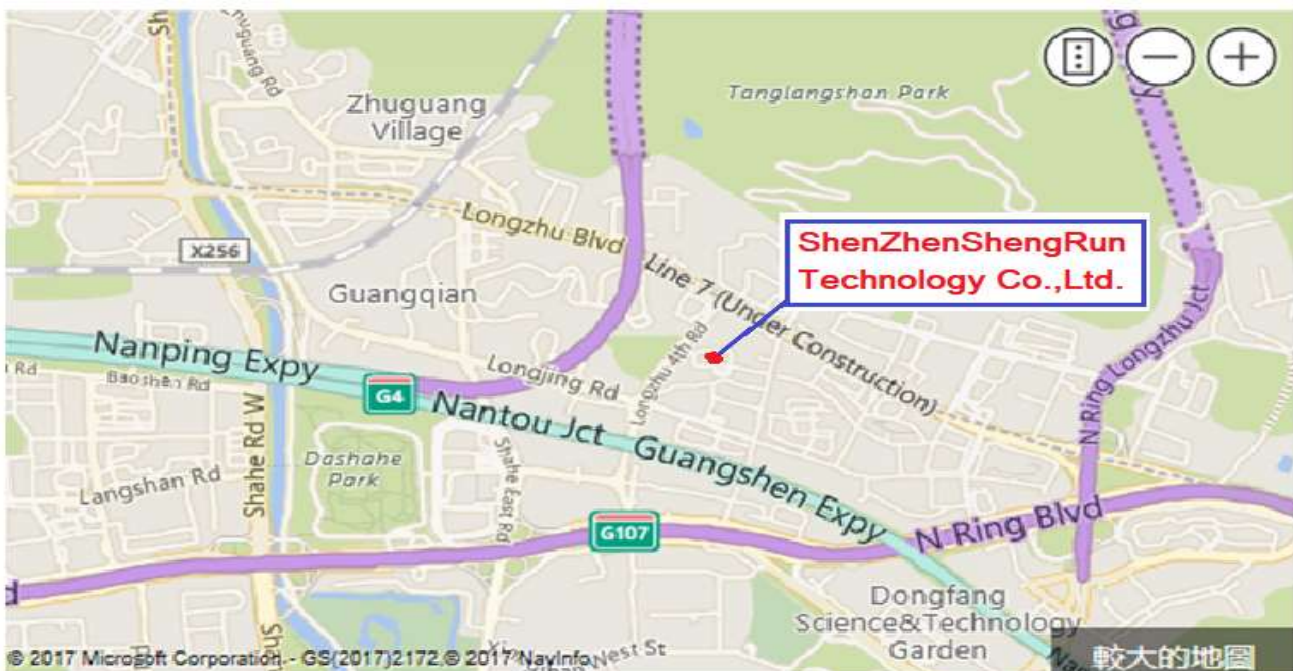 Zhuguang Rd
Zhuguang
Village
Tanglangshan Park
Longzhu Blvd
X256
ShenZhenShengRun
Technology Co.,Ltd.
Line 7 (Under Construction)
Guangqian
N Ring Longzhu Jct
Nanping Expy
Longzhu 4th Rd
Longjing Rd
Baoshen Rd
G4
Nantou Jct
Guangshen Expy
Shahe Rd W
Dashahe
Park
Shahe East Rd
Langshan Rd
G107
N Ring Blvd
Dongfang
Science&Technology
Garden
West St
© 2017 Microsoft Corporation - GS(2017)2172 © 2017 NavInfo
較大的地圖